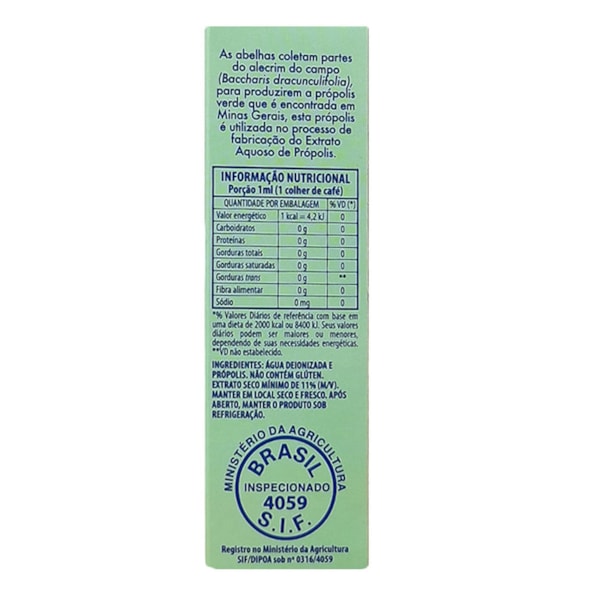 As abelhas coletam partes
do alecrim do campo
(Baccharis dracunculifolia),
para produzirem a própolis
verde que é encontrada em
Minas Gerais, esta própolis
é utilizada no processo de
fabricação do Extrato
Aquoso de Própolis.
INFORMAÇÃO NUTRICIONAL
Porção 1ml (1 colher de café)
QUANTIDADE POR EMBALAGEM % VD (*)
Valor energético 1 kcal = 4,2 kJ 0
Carboidratos 0 g 0
Proteínas 0 g 0
Gorduras totais 0 g 0
Gorduras saturadas 0 g 0
Gorduras trans 0 g **
Fibra alimentar 0 g 0
Sódio 0 mg 0
*% Valores Diários de referência com base em
uma dieta de 2000 kcal ou 8400 kJ. Seus valores
diários podem ser maiores ou menores,
dependendo de suas necessidades energéticas.
**VD não estabelecido.
INGREDIENTES: ÁGUA DEIONIZADA E
PRÓPOLIS. NÃO CONTÉM GLÚTEN.
EXTRATO SECO MÍNIMO DE 11% (M/V).
MANTER EM LOCAL SECO E FRESCO. APÓS
ABERTO, MANTER O PRODUTO SOB
REFRIGERAÇÃO.
MINISTÉRIO DA AGRICULTURA
BRASIL
INSPECIONADO
4059
S.I.F.
Registro no Ministério da Agricultura
SIF/DIPOA sob nº 0316/4059